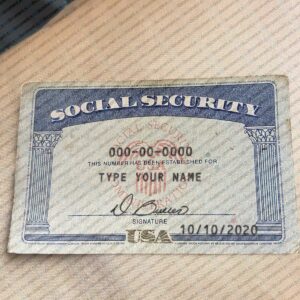 SOCIAL SECURITY
000-00-0000
THIS NUMBER HAS BEEN ESTABLISHED FOR
TYPE YOUR NAME
SIGNATURE
10/10/2020
USA